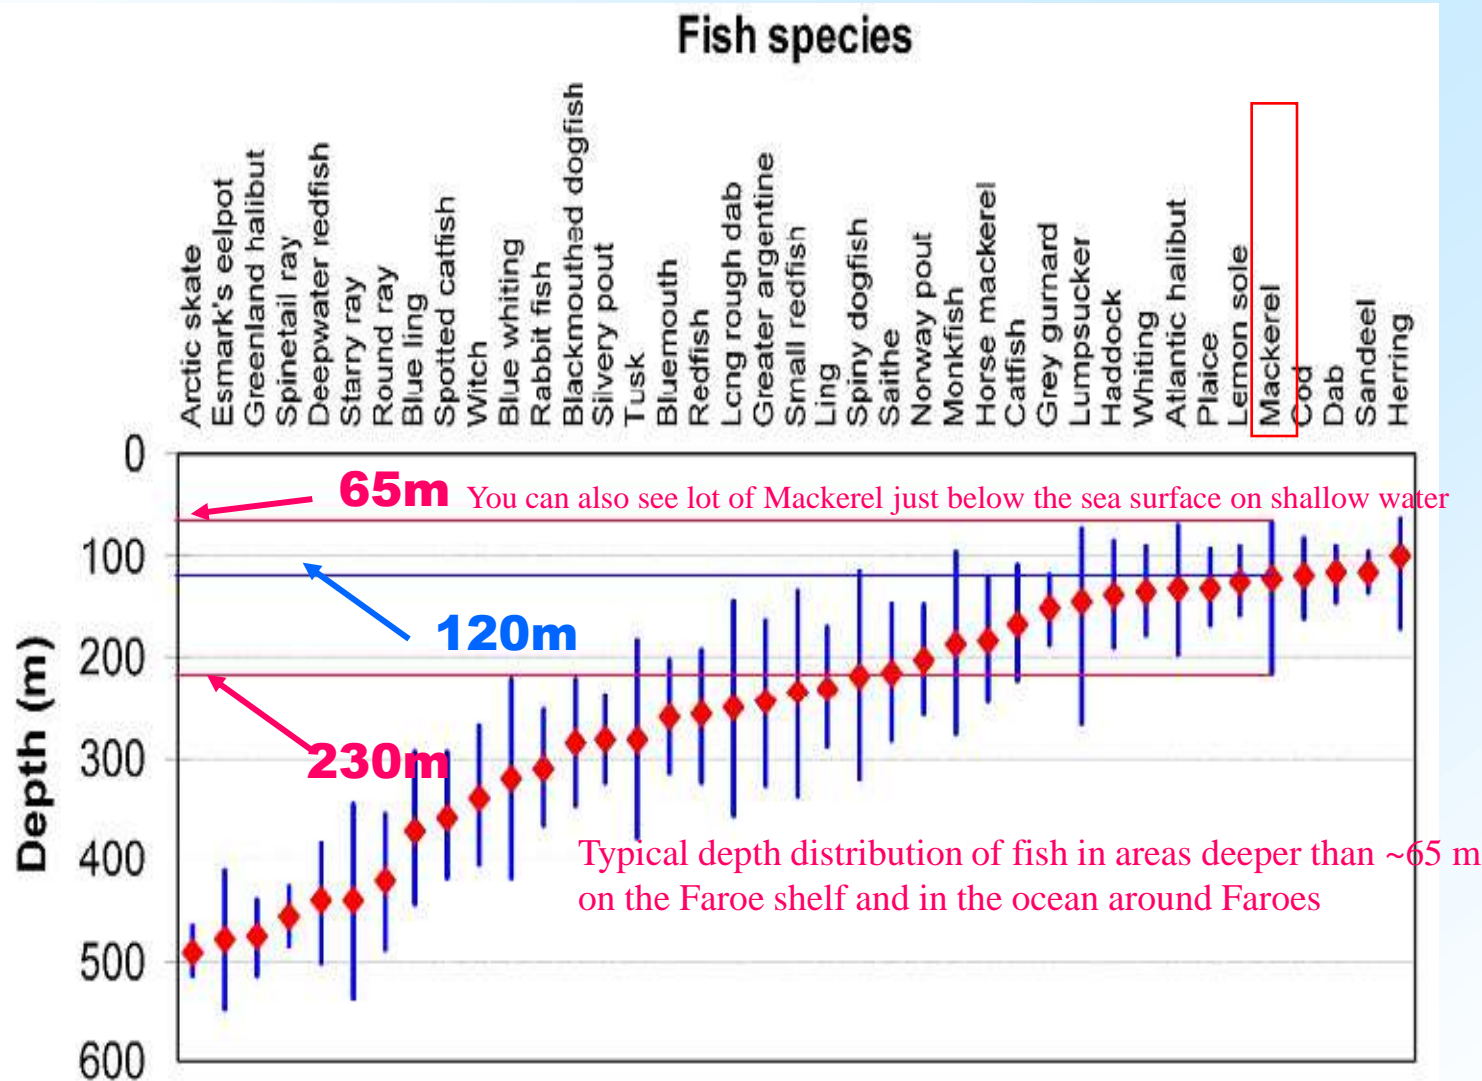 Fish species
Arctic skate
Esmark's eelpot
Greenland halibut
Spinetail ray
Deepwater redfish
Starry ray
Round ray
Blue ling
Spotted catfish
Witch
Blue whiting
Rabbit fish
Blackmouthed dogfish
Silvery pout
Tusk
Bluemouth
Redfish
Lcng rough dab
Greater argentine
Small redfish
Ling
Spiny dogfish
Saithe
Norway pout
Monkfish
Horse mackerel
Catfish
Grey gurnard
Lumpsucker
Haddock
Whiting
Atlantic halibut
Plaice
Lemon sole
Mackerel
Cod
Dab
Sandeel
Herring
0
65m You can also see lot of Mackerel just below the sea surface on shallow water
100
120m
200
230m
300
400
500
600
Depth (m)
Typical depth distribution of fish in areas deeper than ~65 m
on the Faroe shelf and in the ocean around Faroes